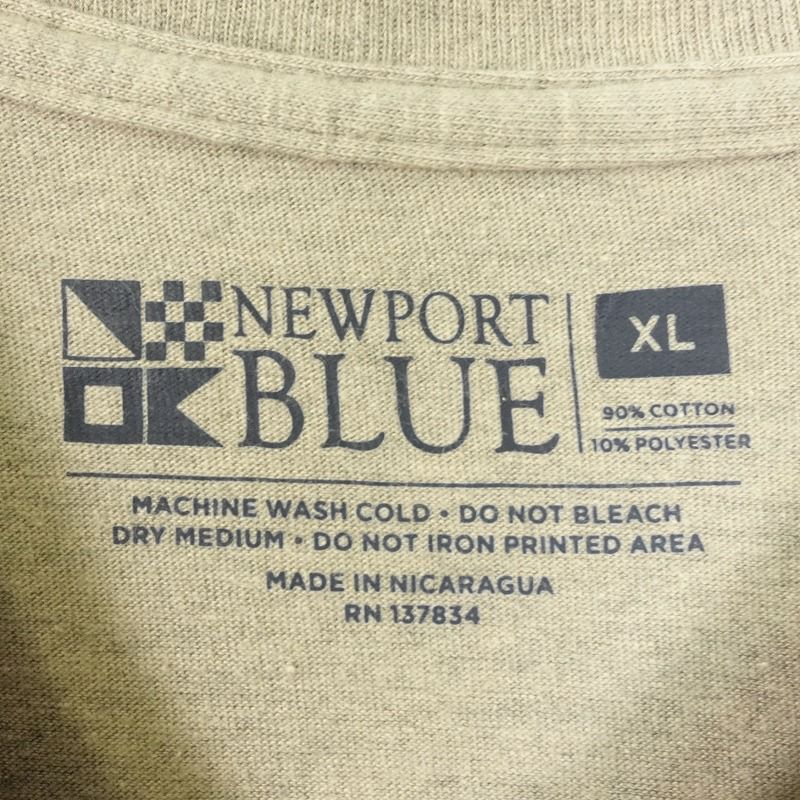 NEWPORT
BLUE
XL
90% COTTON
10% POLYESTER
MACHINE WASH COLD • DO NOT BLEACH
DRY MEDIUM • DO NOT IRON PRINTED AREA
MADE IN NICARAGUA
RN 137834